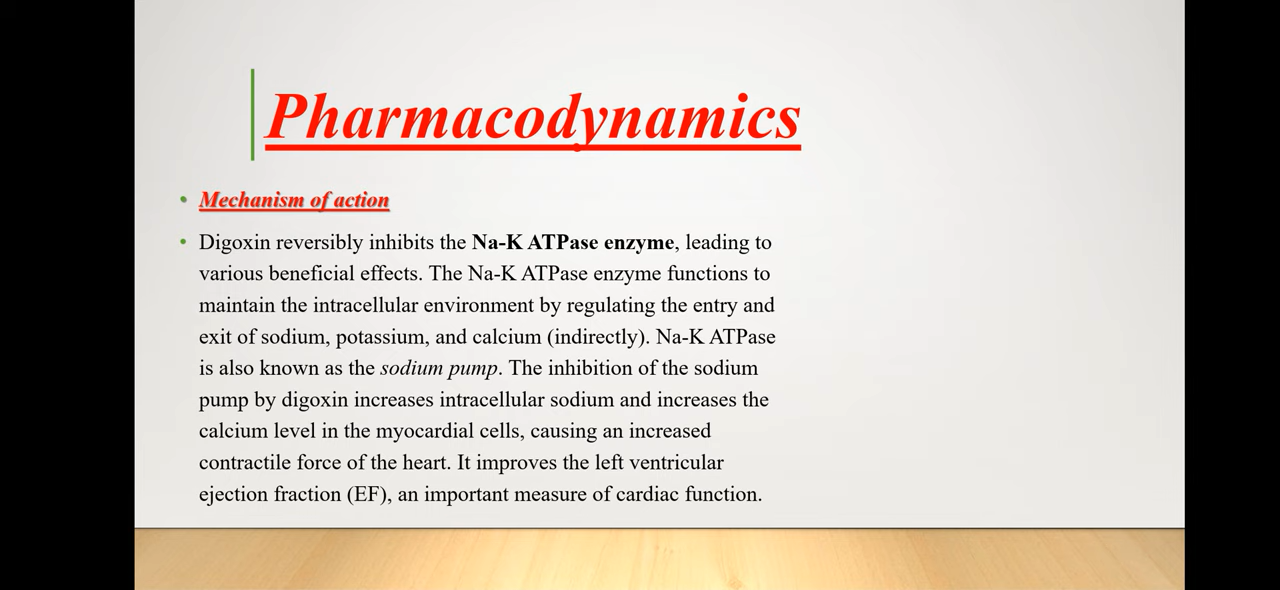 Pharmacodynamics
Mechanism of action
Digoxin reversibly inhibits the Na-K ATPase enzyme, leading to
various beneficial effects. The Na-K ATPase enzyme functions to
maintain the intracellular environment by regulating the entry and
exit of sodium, potassium, and calcium (indirectly). Na-K ATPase
is also known as the sodium pump. The inhibition of the sodium
pump by digoxin increases intracellular sodium and increases the
calcium level in the myocardial cells, causing an increased
contractile force of the heart. It improves the left ventricular
ejection fraction (EF), an important measure of cardiac function.